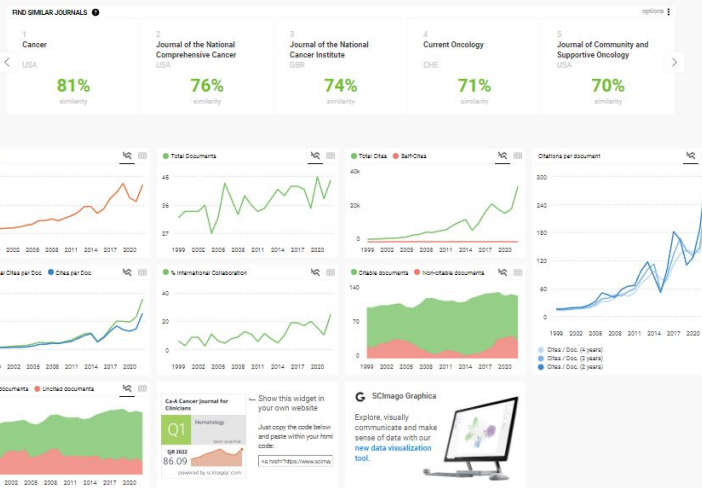 FIND SIMILAR JOURNALS ?
options
1
Cancer
USA
81%
similarity
2
Journal of the National
Comprehensive Cancer
USA
76%
similarity
3
Journal of the National
Cancer Institute
GBR
74%
similarity
4
Current Oncology
CHE
71%
similarity
5
Journal of Community and
Supportive Oncology
USA
70%
similarity
1999 2002 2005 2008 2011 2014 2017 2020
Total Documents
45
36
27
1999 2002 2005 2008 2011 2014 2017 2020
Total Cites Self-Cites
40k
20k
0
1999 2002 2005 2008 2011 2014 2017 2020
Citations per document
300
240
180
120
60
0
1999 2002 2005 2008 2011 2014 2017 2020
Cites / Doc. (4 years)
Cites / Doc. (3 years)
Cites / Doc. (2 years)
Cites per Doc Cites per Doc
2002 2005 2008 2011 2014 2017 2020
% International Collaboration
40
20
0
1999 2002 2005 2008 2011 2014 2017 2020
Citable documents Non-citable documents
140
70
0
1999 2002 2005 2008 2011 2014 2017 2020
documents Uncited documents
2002 2005 2008 2011 2014 2017 2020
Ca-A Cancer Journal for
Clinicians
Q1
Hematology
best quartile
SJR 2022
86.09
powered by scimagojr.com
Show this widget in
your own website
Just copy the code below
and paste within your html
code:
<a href="https://www.scima
G SCImago Graphica
Explore, visually
communicate and make
sense of data with our
new data visualization
tool.